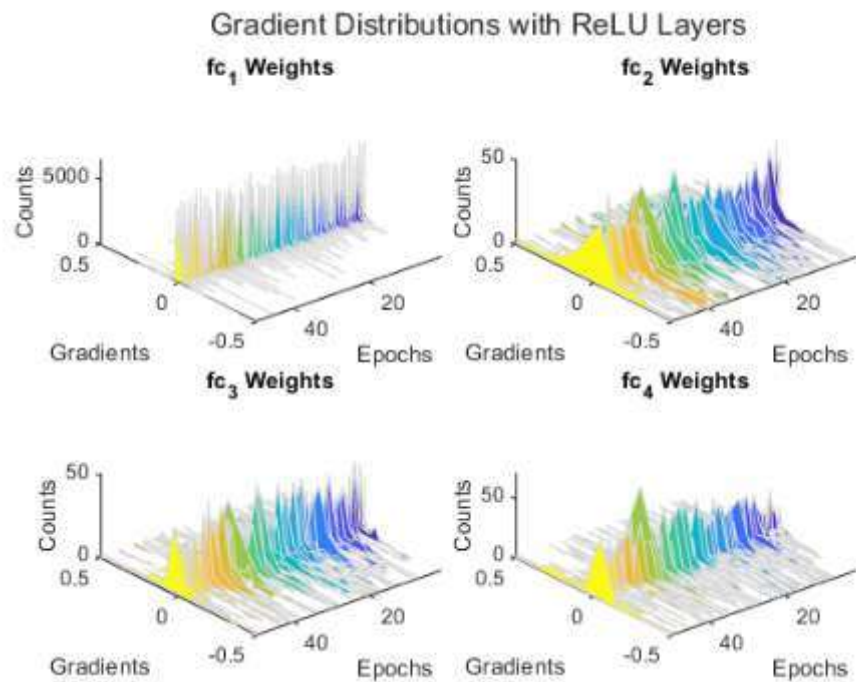 Gradient Distributions with ReLU Layers
fc1 Weights
Counts
5000
0
0.5
0
-0.5
Gradients
40
20
Epochs
fc2 Weights
Counts
50
0
0.5
0
-0.5
Gradients
40
20
Epochs
fc3 Weights
Counts
50
0
0.5
0
-0.5
Gradients
40
20
Epochs
fc4 Weights
Counts
50
0
0.5
0
-0.5
Gradients
40
20
Epochs